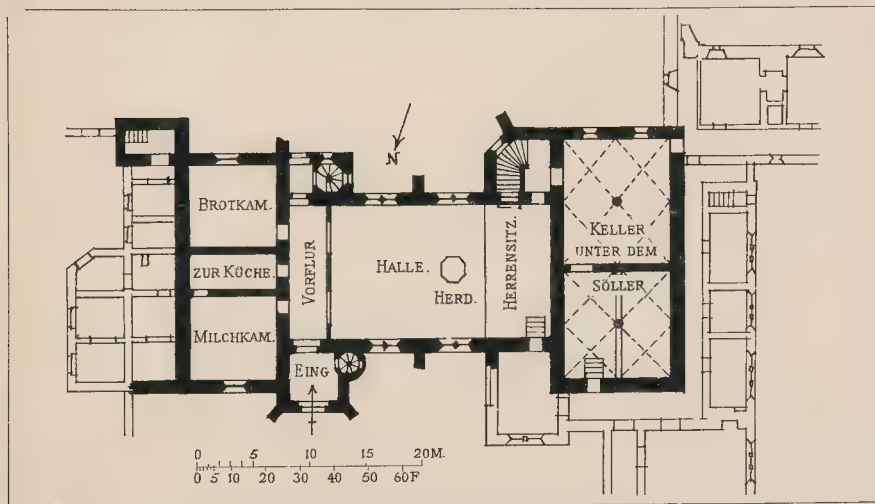 N
BROTKAM.
ZUR KÜCHE.
MILCHKAM.
VORFLUR
EING
HALLE.
HERD.
HERRENSITZ.
KELLER
UNTER DEM
SÖLLER
0 5 10 15 20M.
0 5 10 20 30 40 50 60F